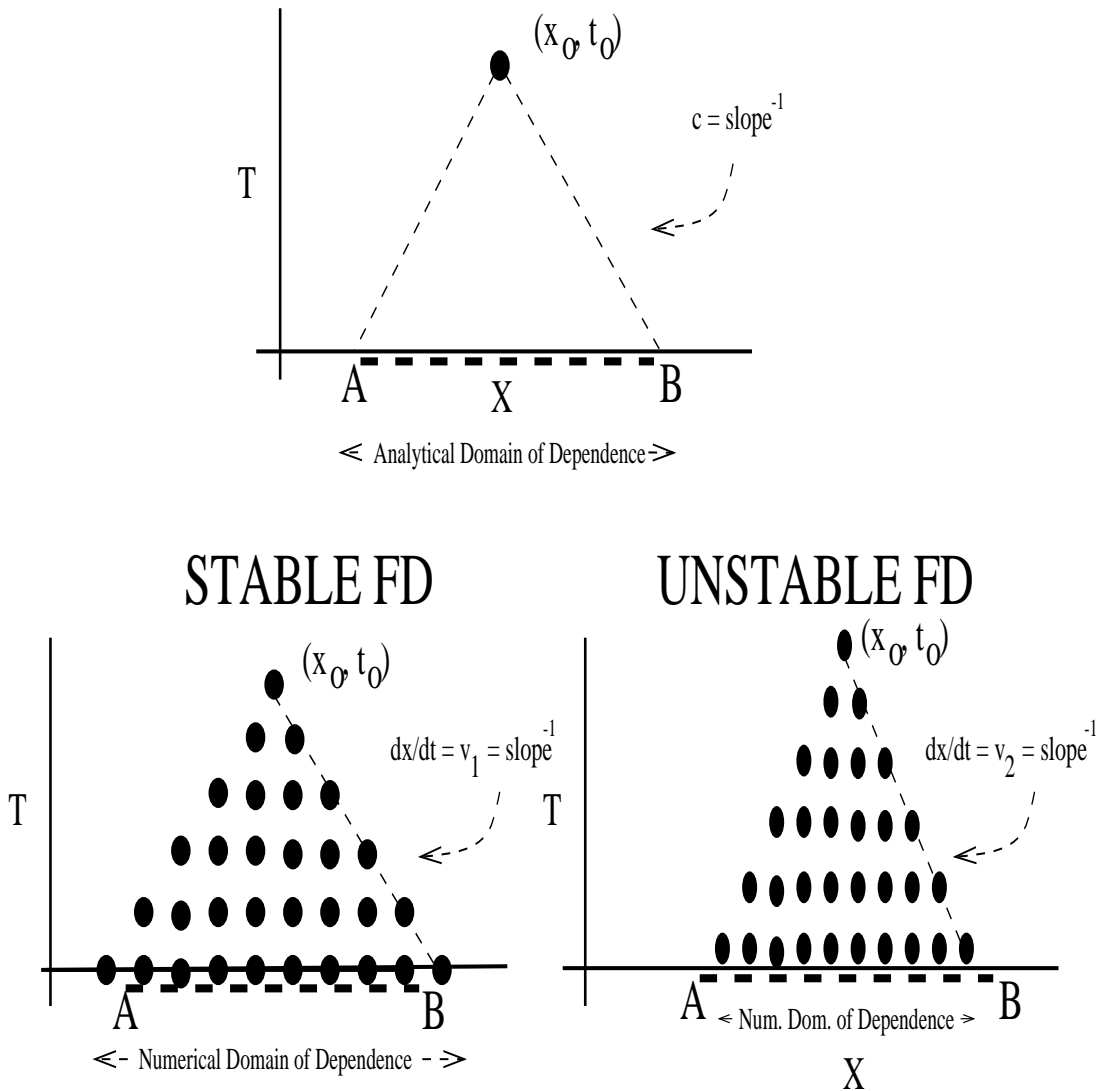 (x0, t0)
c = slope-1
T
A
B
X
Analytical Domain of Dependence
STABLE FD
UNSTABLE FD
(x0, t0)
(x0, t0)
dx/dt = v1 = slope-1
dx/dt = v2 = slope-1
T
T
A
B
A
B
Numerical Domain of Dependence
Num. Dom. of Dependence
X